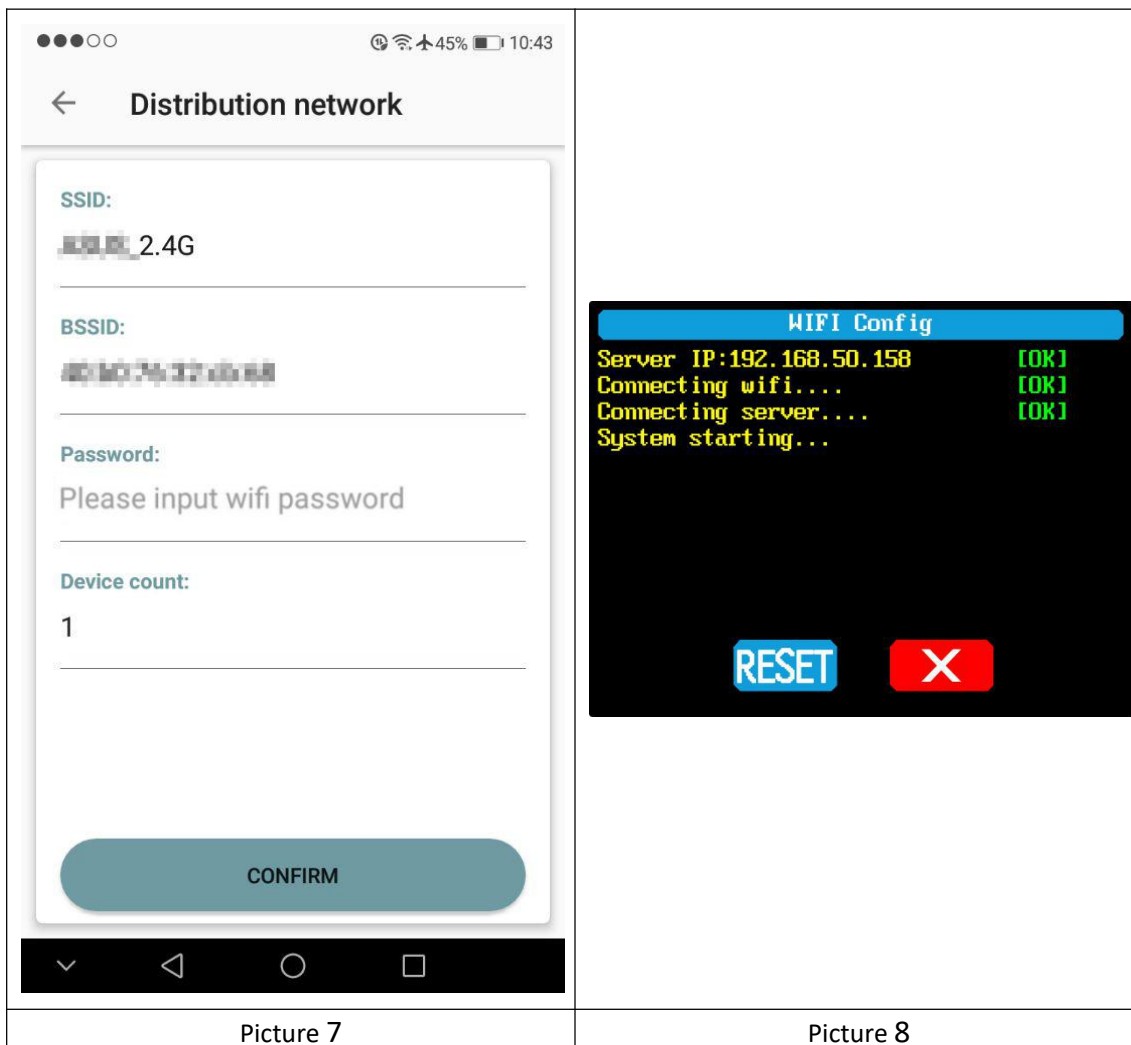 45% 10:43
Distribution network
SSID:
_2.4G
BSSID:
Password:
Please input wifi password
Device count:
1
CONFIRM
WIFI Config
Server IP:192.168.50.158 [OK]
Connecting wifi.... [OK]
Connecting server.... [OK]
System starting...
RESET X
Picture 7
Picture 8